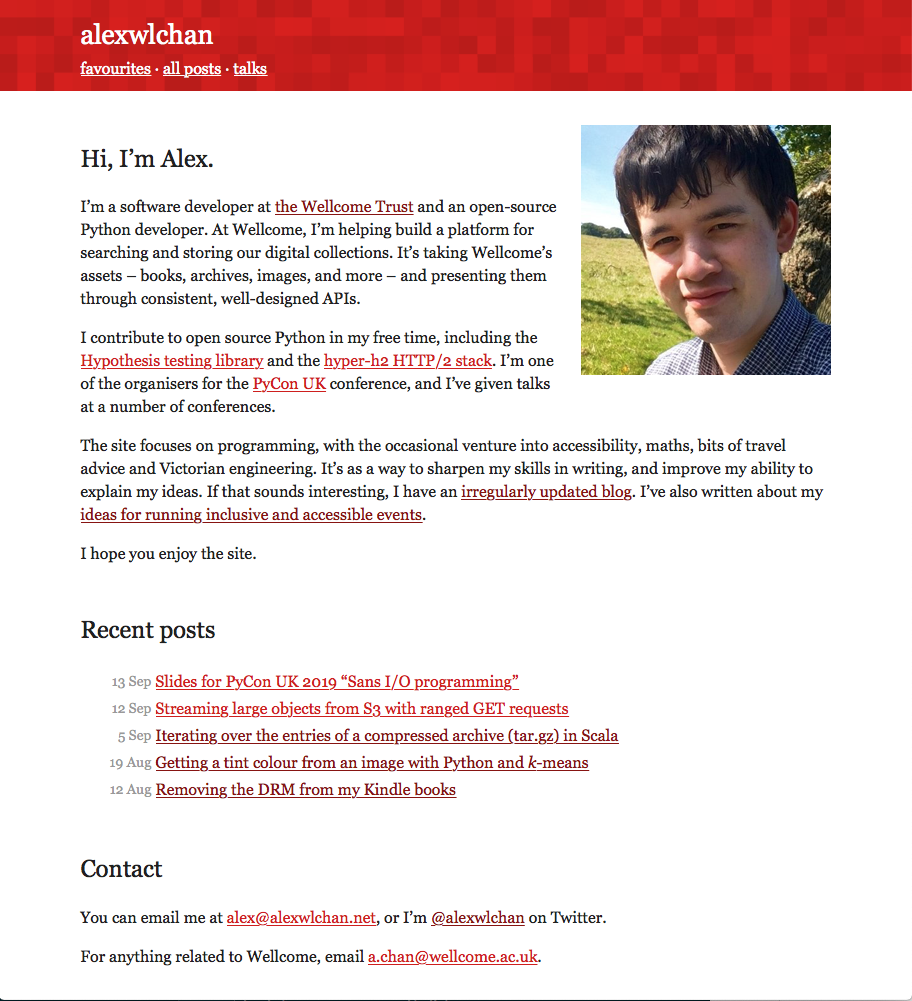 alexwlchan
favourites · all posts · talks
Hi, I’m Alex.
I’m a software developer at the Wellcome Trust and an open-source
Python developer. At Wellcome, I’m helping build a platform for
searching and storing our digital collections. It’s taking Wellcome’s
assets – books, archives, images, and more – and presenting them
through consistent, well-designed APIs.
I contribute to open source Python in my free time, including the
Hypothesis testing library and the hyper-h2 HTTP/2 stack. I’m one
of the organisers for the PyCon UK conference, and I’ve given talks
at a number of conferences.
The site focuses on programming, with the occasional venture into accessibility, maths, bits of travel
advice and Victorian engineering. It’s as a way to sharpen my skills in writing, and improve my ability to
explain my ideas. If that sounds interesting, I have an irregularly updated blog. I’ve also written about my
ideas for running inclusive and accessible events.
I hope you enjoy the site.
Recent posts
13 Sep Slides for PyCon UK 2019 “Sans I/O programming”
12 Sep Streaming large objects from S3 with ranged GET requests
5 Sep Iterating over the entries of a compressed archive (tar.gz) in Scala
19 Aug Getting a tint colour from an image with Python and k-means
12 Aug Removing the DRM from my Kindle books
Contact
You can email me at alex@alexwlchan.net, or I’m @alexwlchan on Twitter.
For anything related to Wellcome, email a.chan@wellcome.ac.uk.